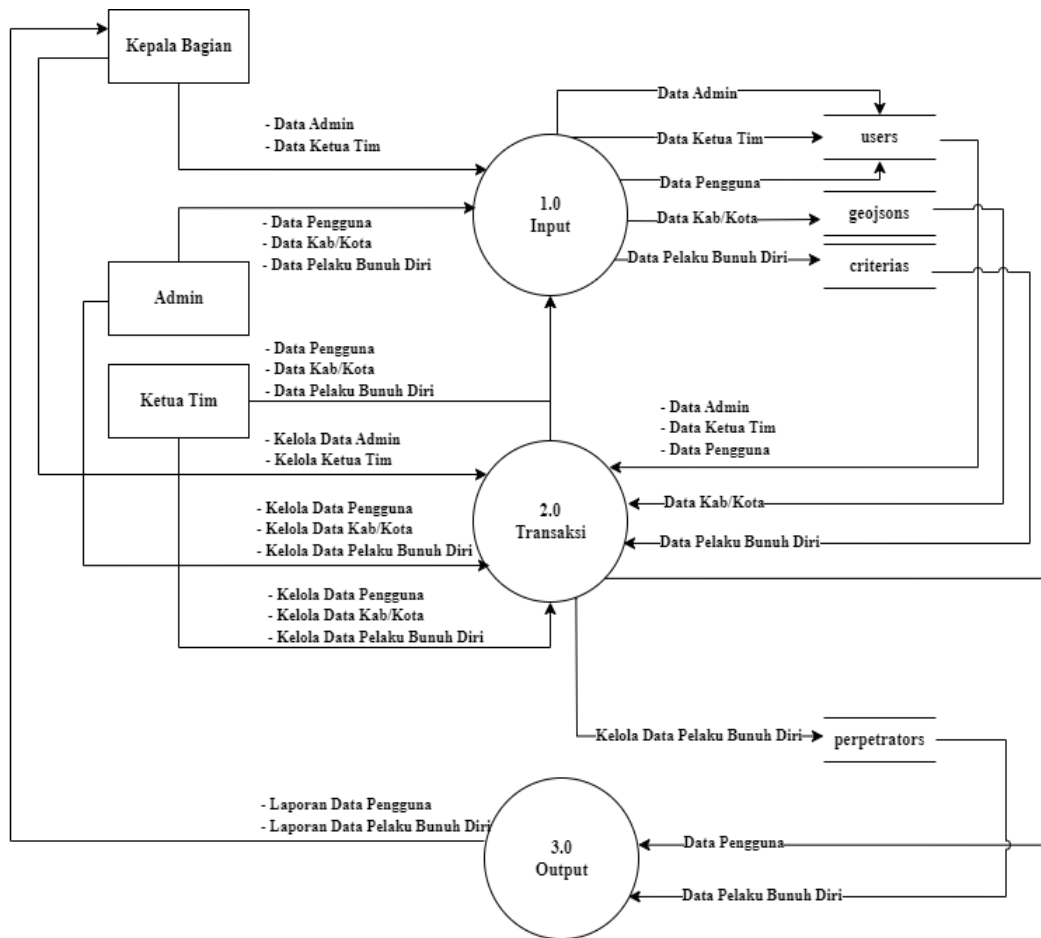 Kepala Bagian
- Data Admin
- Data Ketua Tim
Data Admin
Data Ketua Tim
Data Pengguna
Data Kab/Kota
Data Pelaku Bunuh Diri
users
geojsons
criterias
1.0
Input
- Data Pengguna
- Data Kab/Kota
- Data Pelaku Bunuh Diri
Admin
- Data Pengguna
- Data Kab/Kota
- Data Pelaku Bunuh Diri
Ketua Tim
- Kelola Data Admin
- Kelola Ketua Tim
- Data Admin
- Data Ketua Tim
- Data Pengguna
Data Kab/Kota
Data Pelaku Bunuh Diri
2.0
Transaksi
- Kelola Data Pengguna
- Kelola Data Kab/Kota
- Kelola Data Pelaku Bunuh Diri
- Kelola Data Pengguna
- Kelola Data Kab/Kota
- Kelola Data Pelaku Bunuh Diri
Kelola Data Pelaku Bunuh Diri
perpetrators
- Laporan Data Pengguna
- Laporan Data Pelaku Bunuh Diri
3.0
Output
Data Pengguna
Data Pelaku Bunuh Diri